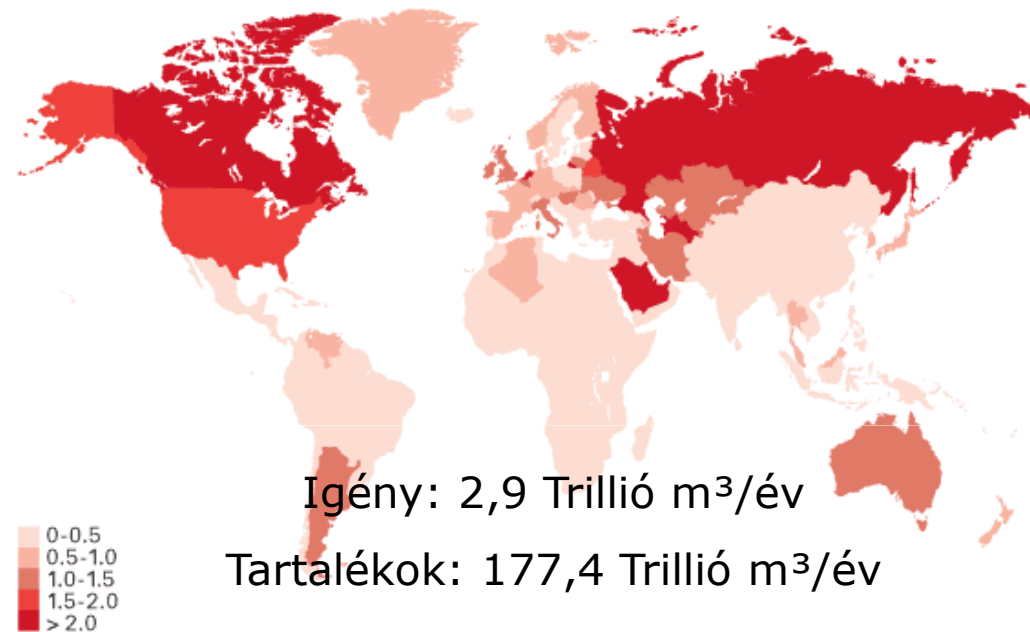 Igény: 2,9 Trillió m³/év
Tartalékok: 177,4 Trillió m³/év
0-0.5
0.5-1.0
1.0-1.5
1.5-2.0
> 2.0